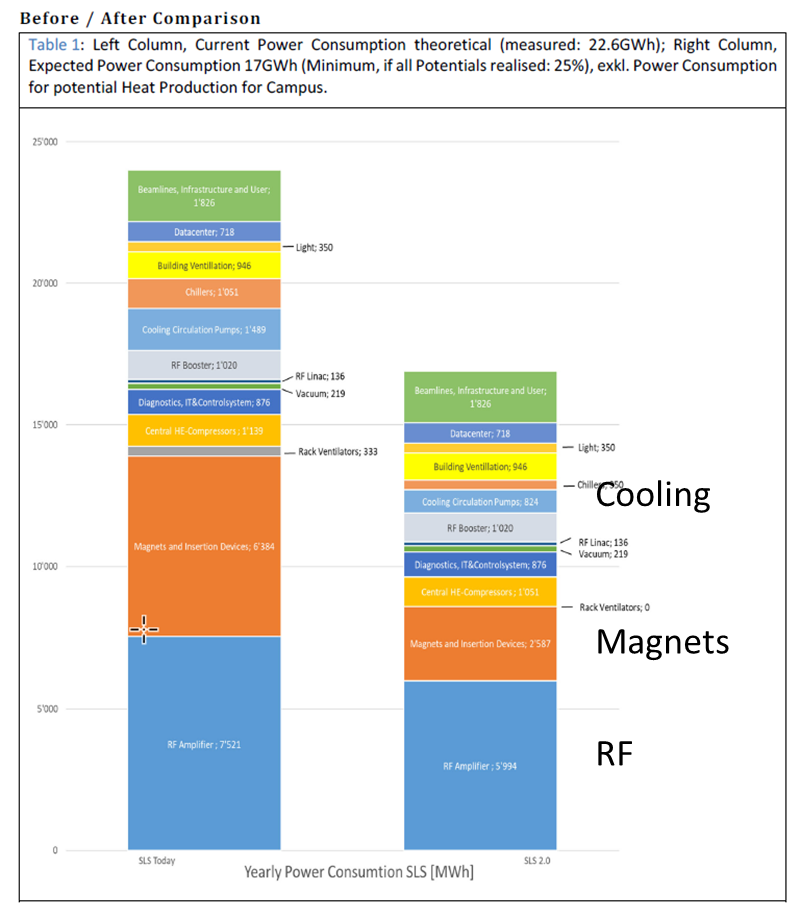 Before / After Comparison
Table 1: Left Column, Current Power Consumption theoretical (measured: 22.6GWh); Right Column,
Expected Power Consumption 17GWh (Minimum, if all Potentials realised: 25%), exkl. Power Consumption
for potential Heat Production for Campus.
25'000
20'000
15'000
10'000
5'000
0
Beamlines, Infrastructure and User;
1'826
Datacenter; 718
Light; 350
Building Ventillation; 946
Chillers; 1'051
Cooling Circulation Pumps; 1'489
RF Booster; 1'020
RF Linac; 136
Vacuum; 219
Diagnostics, IT&Controlsystem; 876
Central HE-Compressors ; 1'139
Rack Ventilators; 333
Magnets and Insertion Devices; 6'384
RF Amplifier ; 7'521
Beamlines, Infrastructure and User;
1'826
Datacenter; 718
Light; 350
Building Ventillation; 946
Chillers; 350
Cooling Circulation Pumps; 824
RF Booster; 1'020
RF Linac; 136
Vacuum; 219
Diagnostics, IT&Controlsystem; 876
Central HE-Compressors ; 1'051
Rack Ventilators; 0
Magnets and Insertion Devices; 2'587
RF Amplifier ; 5'994
Cooling
Magnets
RF
SLS Today
SLS 2.0
Yearly Power Consumtion SLS [MWh]